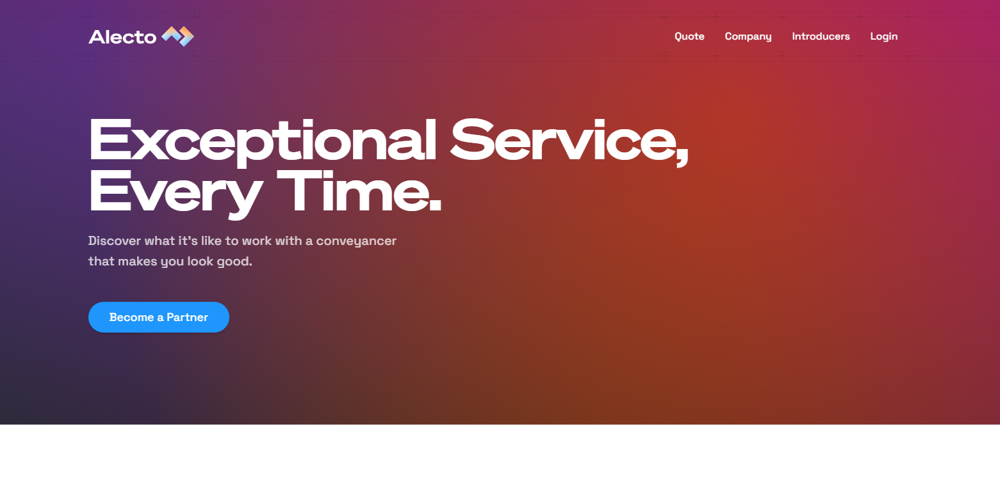 Alecto
Quote Company Introducers Login
Exceptional Service,
Every Time.
Discover what it’s like to work with a conveyancer
that makes you look good.
Become a Partner